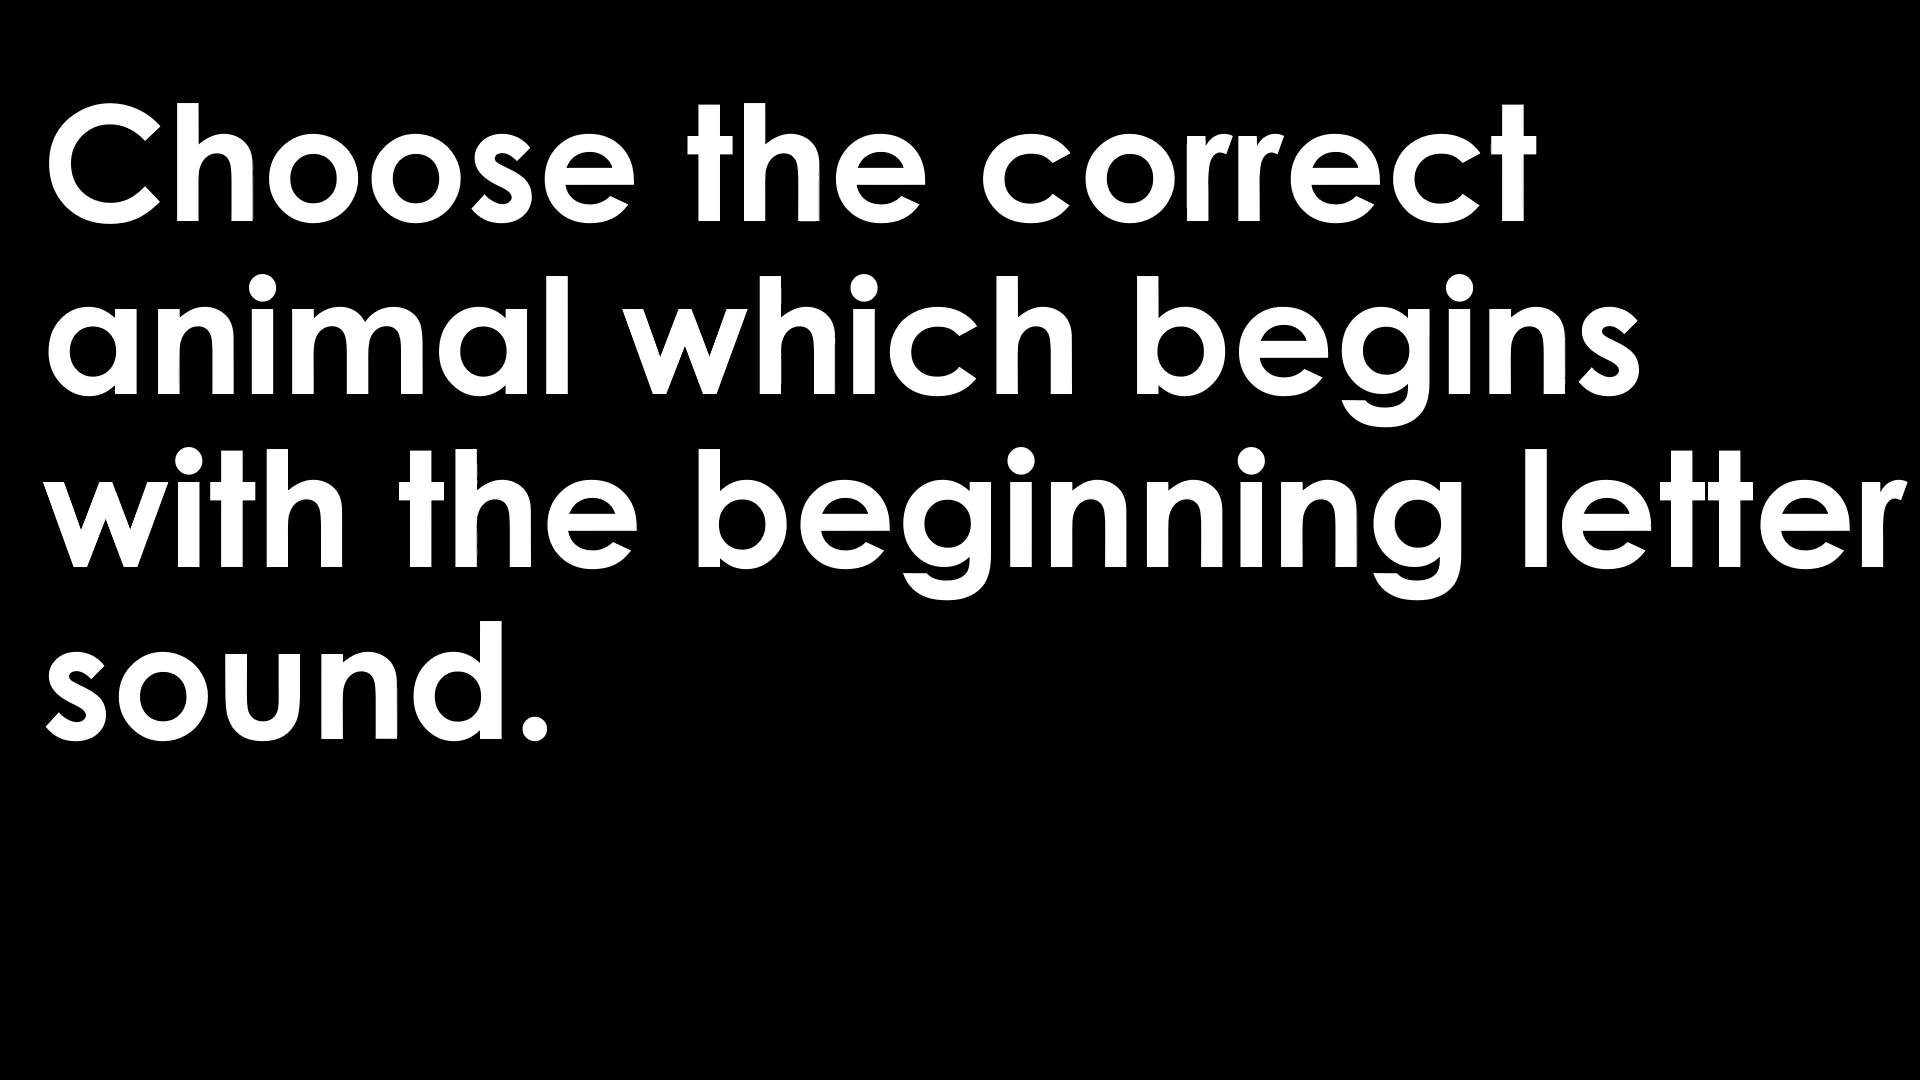 Choose the correct
animal which begins
with the beginning letter
sound.